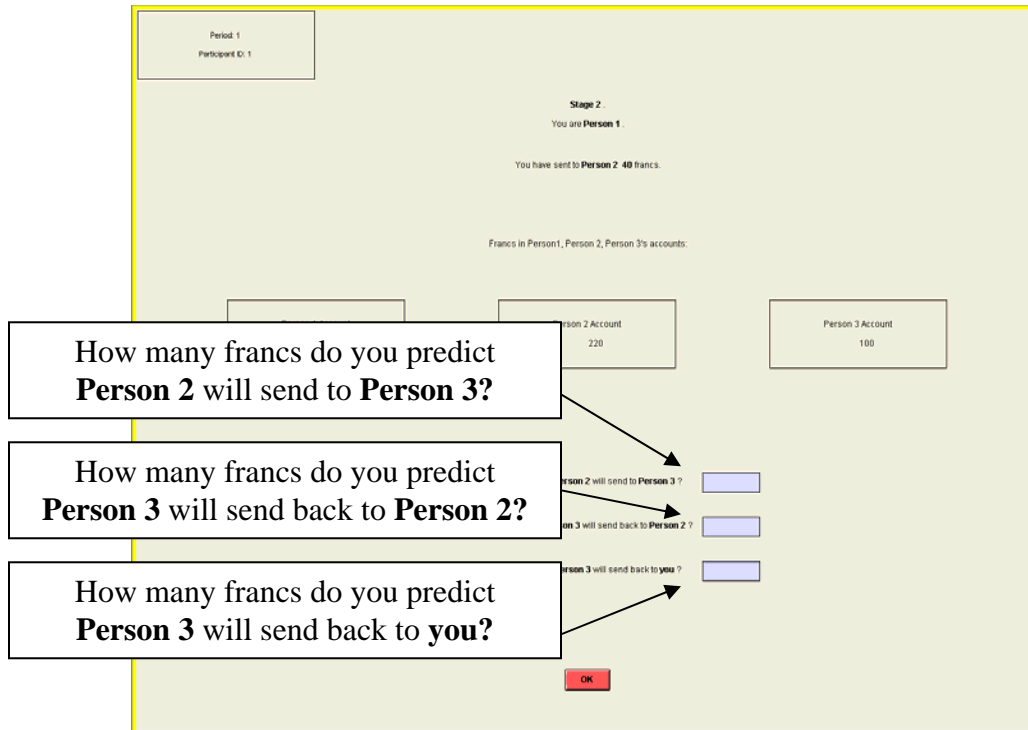 Period: 1
Participant ID: 1
Stage 2 .
You are Person 1 .
You have sent to Person 2 40 francs.
Francs in Person1, Person 2, Person 3's accounts:
Person 2 Account
220
Person 3 Account
100
How many francs do you predict
Person 2 will send to Person 3?
Person 2 will send to Person 3 ?
How many francs do you predict
Person 3 will send back to Person 2?
3 will send back to Person 2 ?
How many francs do you predict
Person 3 will send back to you?
Person 3 will send back to you ?
OK